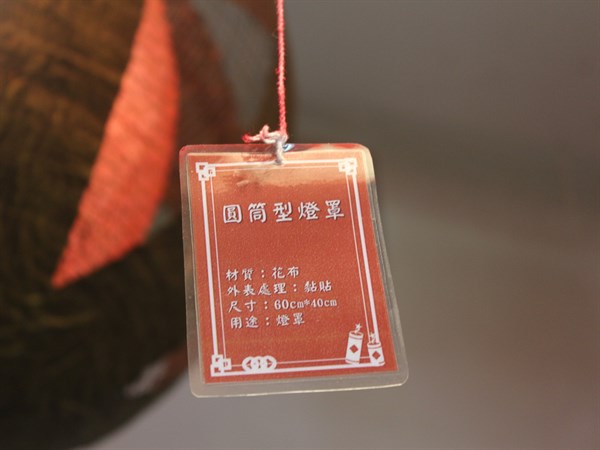 圓筒型燈罩
材質：花布
外表處理：黏貼
尺寸：60cm*40cm
用途：燈罩